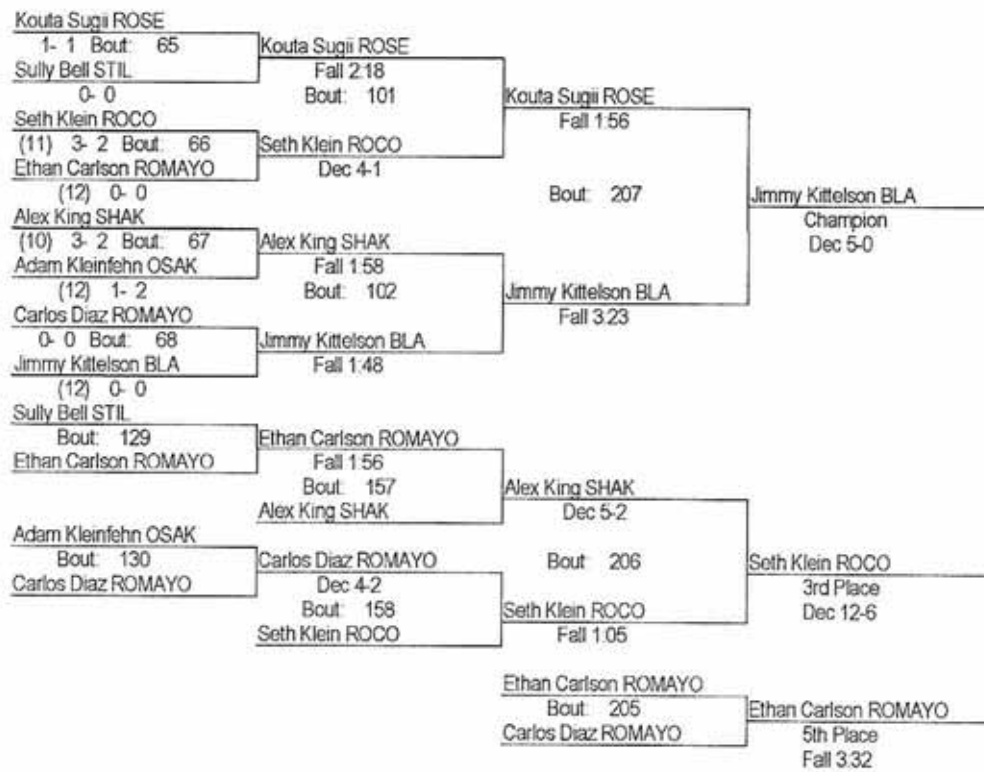 Kouta Sugii ROSE
1- 1 Bout: 65
Sully Bell STIL
0- 0
Seth Klein ROCO
(11) 3- 2 Bout: 66
Ethan Carlson ROMAYO
(12) 0- 0
Alex King SHAK
(10) 3- 2 Bout: 67
Adam Kleinfehn OSAK
(12) 1- 2
Carlos Diaz ROMAYO
0- 0 Bout: 68
Jimmy Kittelson BLA
(12) 0- 0
Sully Bell STIL
Bout: 129
Ethan Carlson ROMAYO
Adam Kleinfehn OSAK
Bout: 130
Carlos Diaz ROMAYO
Kouta Sugii ROSE
Fall 2:18
Bout: 101
Seth Klein ROCO
Dec 4-1
Alex King SHAK
Fall 1:58
Bout: 102
Jimmy Kittelson BLA
Fall 1:48
Ethan Carlson ROMAYO
Fall 1:56
Bout: 157
Alex King SHAK
Carlos Diaz ROMAYO
Dec 4-2
Bout: 158
Seth Klein ROCO
Kouta Sugii ROSE
Fall 1:56
Bout: 207
Jimmy Kittelson BLA
Fall 3:23
Alex King SHAK
Dec 5-2
Bout: 206
Seth Klein ROCO
Fall 1:05
Ethan Carlson ROMAYO
Bout: 205
Carlos Diaz ROMAYO
Jimmy Kittelson BLA
Champion
Dec 5-0
Seth Klein ROCO
3rd Place
Dec 12-6
Ethan Carlson ROMAYO
5th Place
Fall 3:32